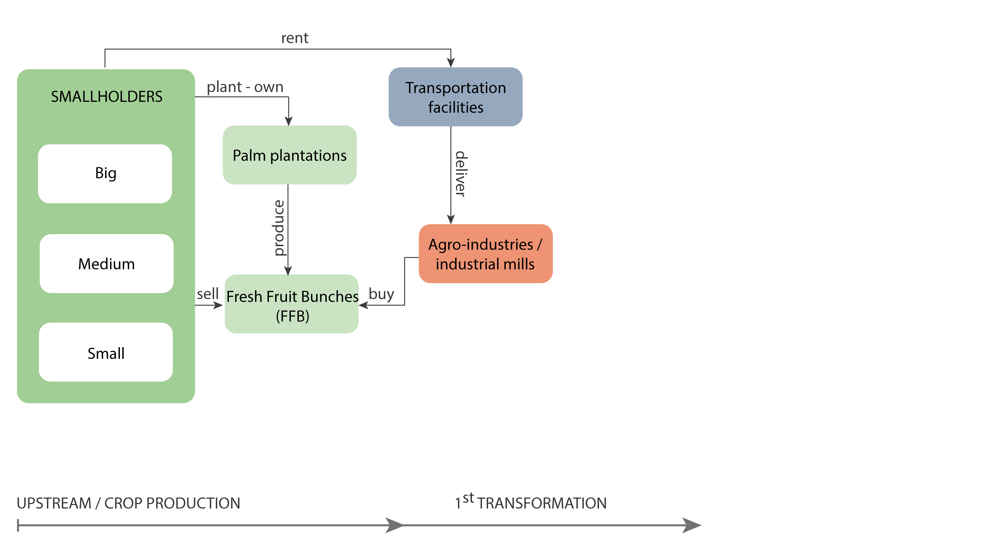 rent
plant - own
SMALLHOLDERS
Transportation
facilities
Palm plantations
deliver
Big
produce
Agro-industries /
industrial mills
Medium
sell
Fresh Fruit Bunches
(FFB)
buy
Small
UPSTREAM / CROP PRODUCTION
1st TRANSFORMATION